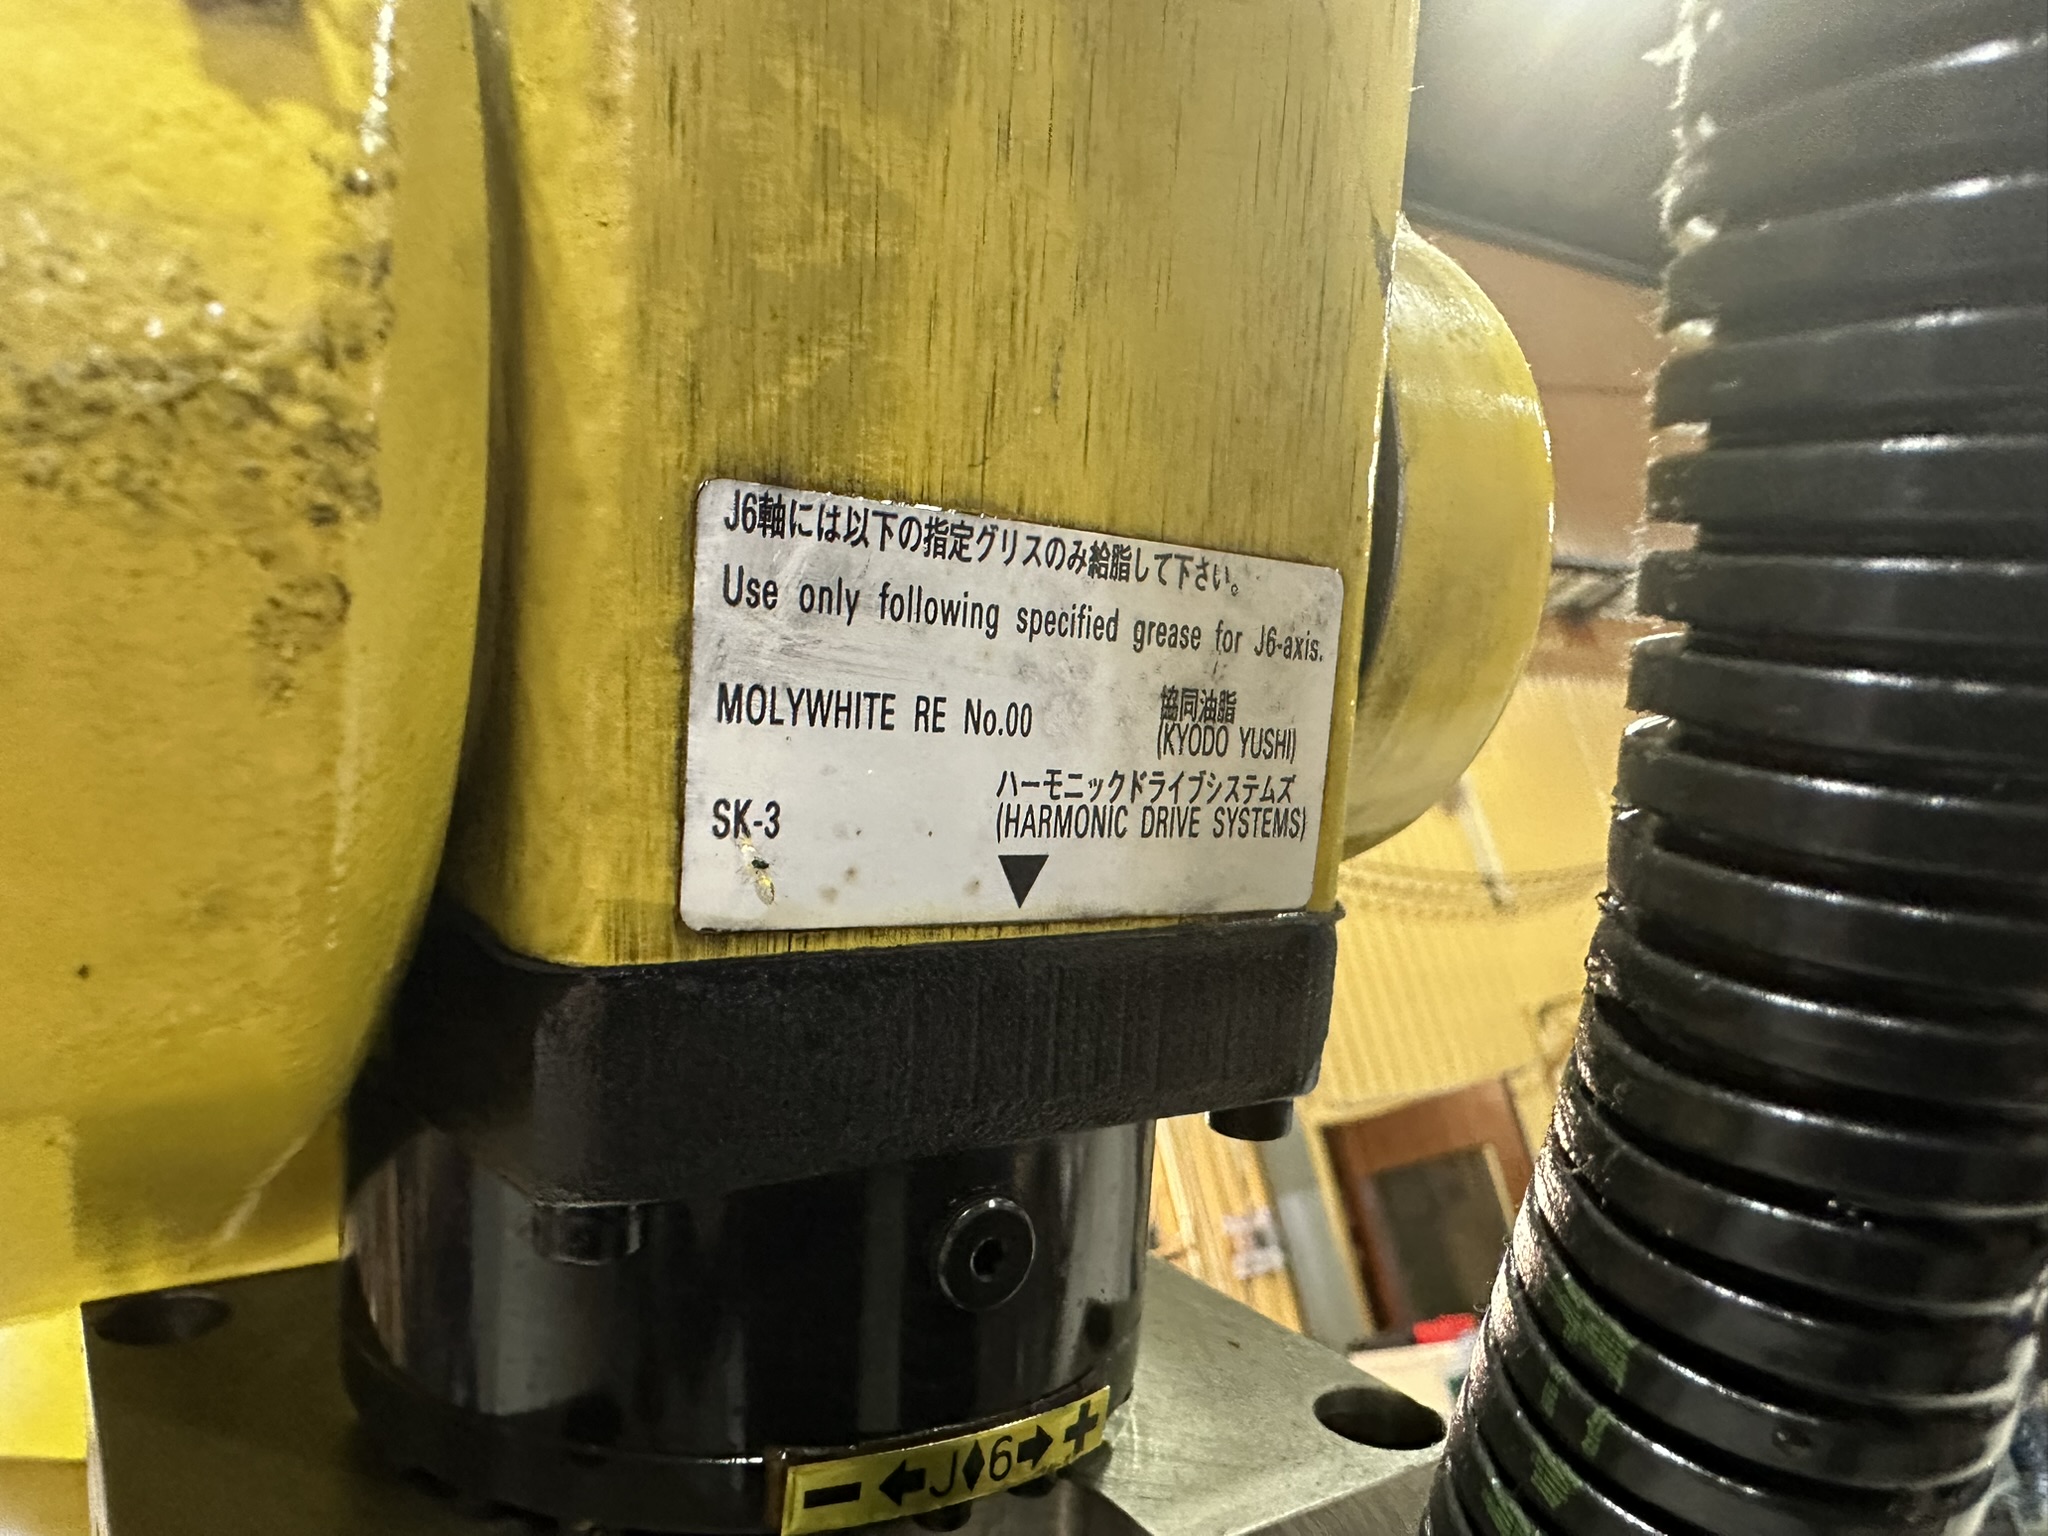 J6軸には以下の指定グリスのみ給脂して下さい。
Use only following specified grease for J6-axis.
MOLYWHITE RE No.00 協同油脂
(KYODO YUSHI)
ハーモニックドライブシステムズ
SK-3 (HARMONIC DRIVE SYSTEMS)
▼
− ←J♦6→ +